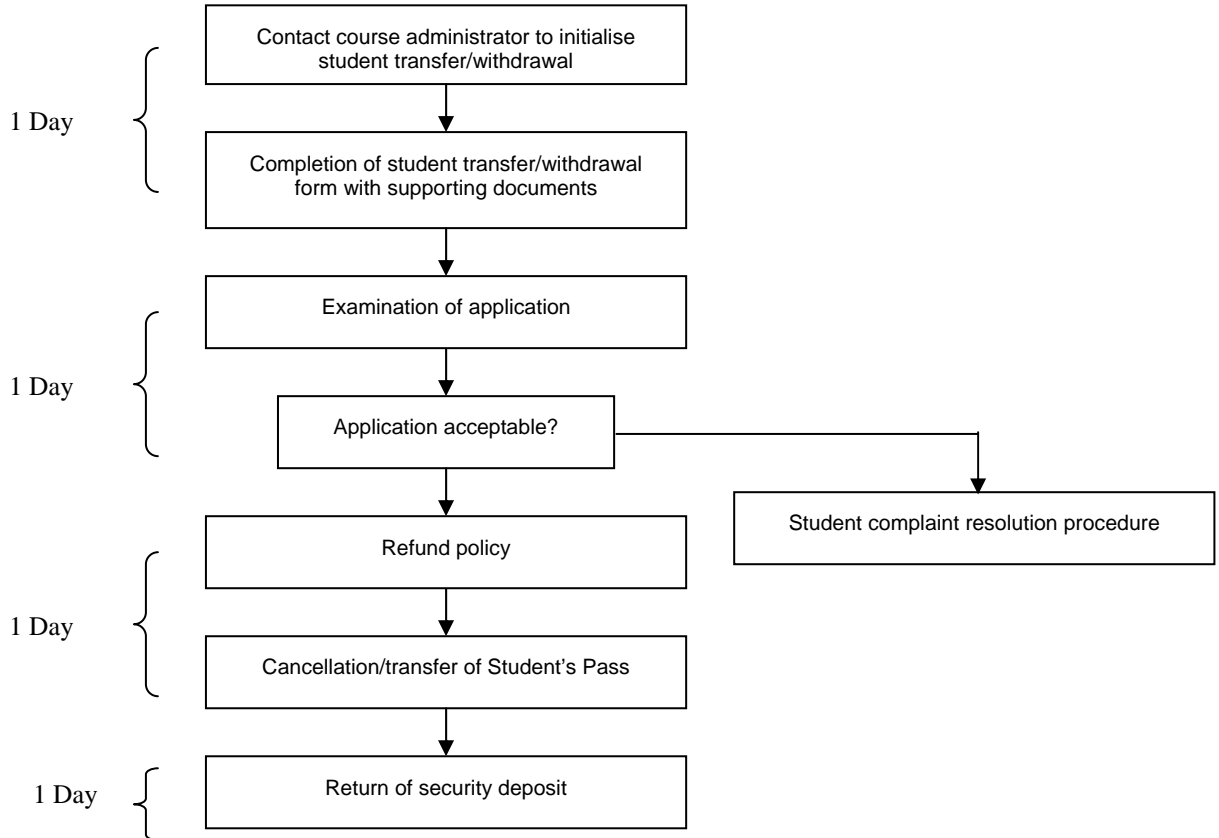 Contact course administrator to initialise
student transfer/withdrawal
1 Day
Completion of student transfer/withdrawal
form with supporting documents
Examination of application
1 Day
Application acceptable?
Student complaint resolution procedure
Refund policy
1 Day
Cancellation/transfer of Student’s Pass
Return of security deposit
1 Day